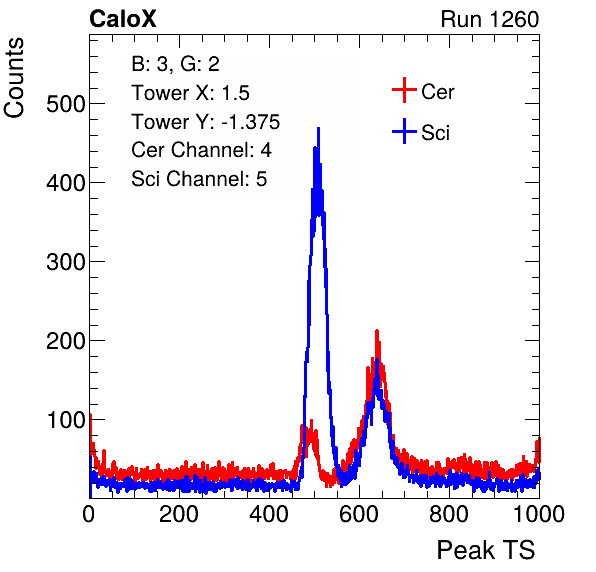 CaloX Run 1260
Counts
B: 3, G: 2
Tower X: 1.5
Tower Y: -1.375
Cer Channel: 4
Sci Channel: 5
Cer
Sci
500
400
300
200
100
0 200 400 600 800 1000
Peak TS